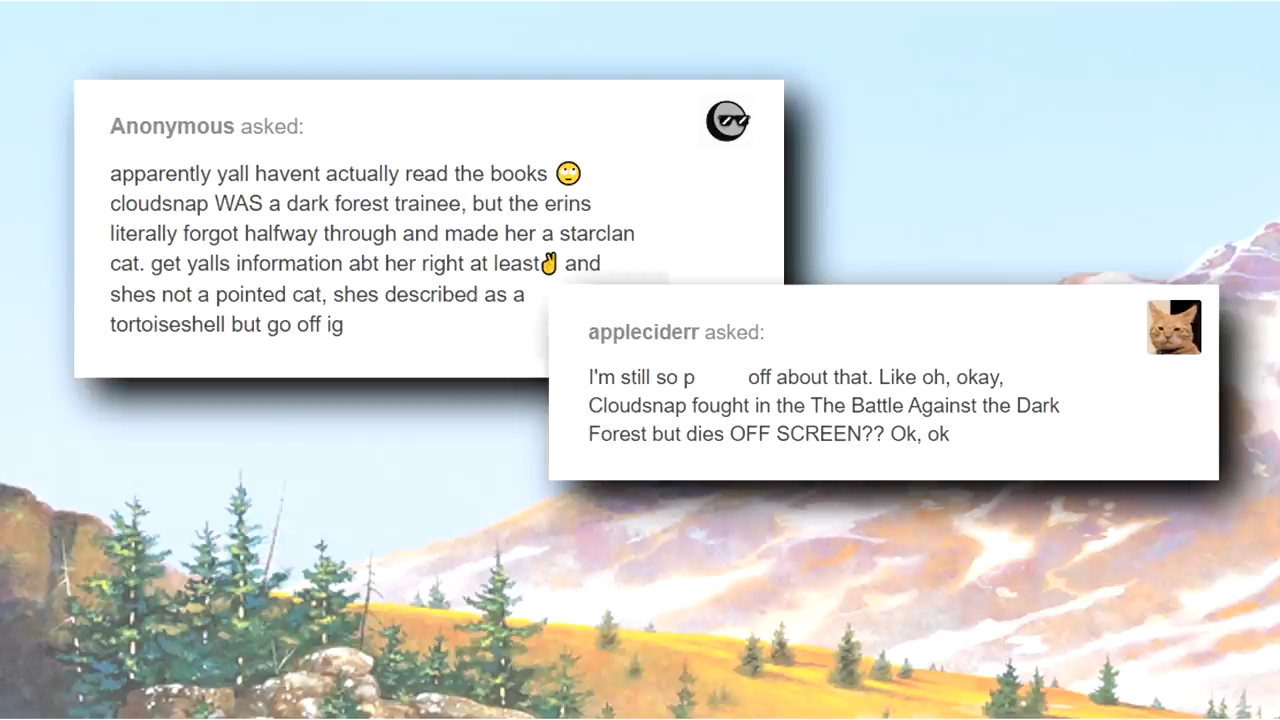 Anonymous asked:
apparently yall havent actually read the books 🙄
cloudsnap WAS a dark forest trainee, but the erins
literally forgot halfway through and made her a starclan
cat. get yalls information abt her right at least✌ and
shes not a pointed cat, shes described as a
tortoiseshell but go off ig
appleciderr asked:
I'm still so p off about that. Like oh, okay,
Cloudsnap fought in the The Battle Against the Dark
Forest but dies OFF SCREEN?? Ok, ok